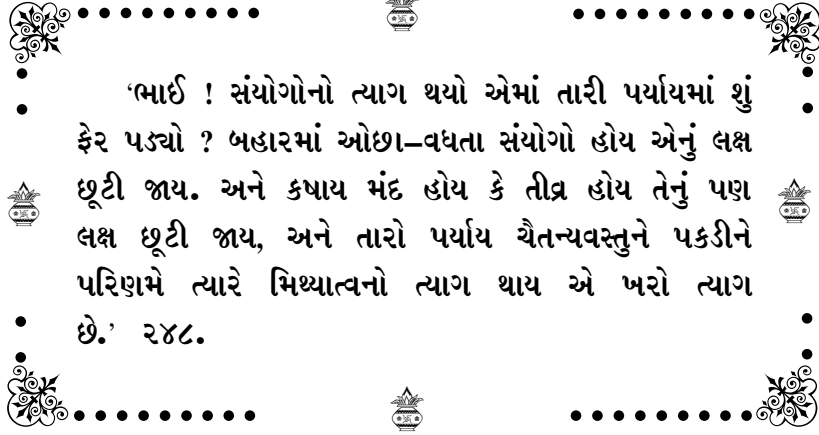 ‘ભાઈ ! સંયોગોનો ત્યાગ થયો એમાં તારી પર્યાયમાં શું
ફેર પડ્યો ? બહારમાં ઓછા–વધતા સંયોગો હોય એનું લક્ષ
છૂટી જાય. અને કષાય મંદ હોય કે તીવ્ર હોય તેનું પણ
લક્ષ છૂટી જાય, અને તારો પર્યાય ચૈતન્યવસ્તુને પકડીને
પરિણમે ત્યારે મિથ્યાત્વનો ત્યાગ થાય એ ખરો ત્યાગ
છે.’ ૨૪૮.